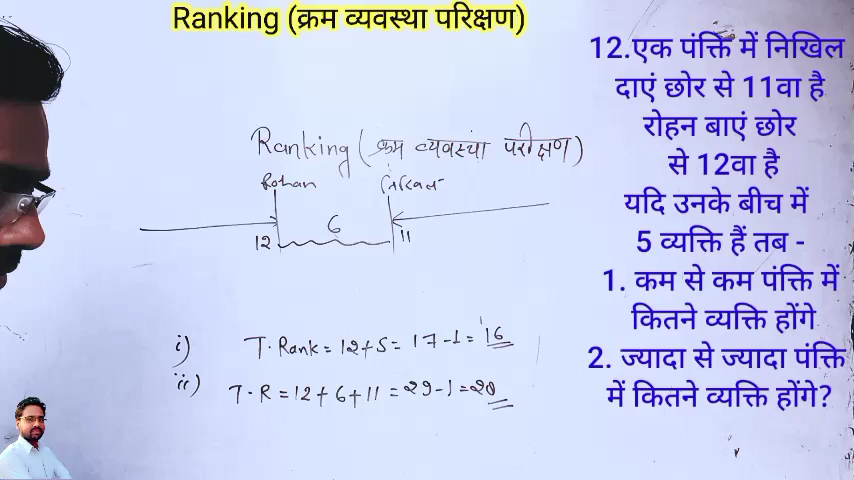 Ranking (क्रम व्यवस्था परिक्षण)
12.एक पंक्ति में निखिल
दाएं छोर से 11वा है
रोहन बाएं छोर
से 12वा है
यदि उनके बीच में
5 व्यक्ति हैं तब -
1. कम से कम पंक्ति में
कितने व्यक्ति होंगे
2. ज्यादा से ज्यादा पंक्ति
में कितने व्यक्ति होंगे?
Ranking (क्रम व्यवस्था परीक्षण)
Rohan
6
12 11
i) T. Rank = 12+5 = 17-1 = 16
ii) T. R = 12+6+11 = 29-1 = 28